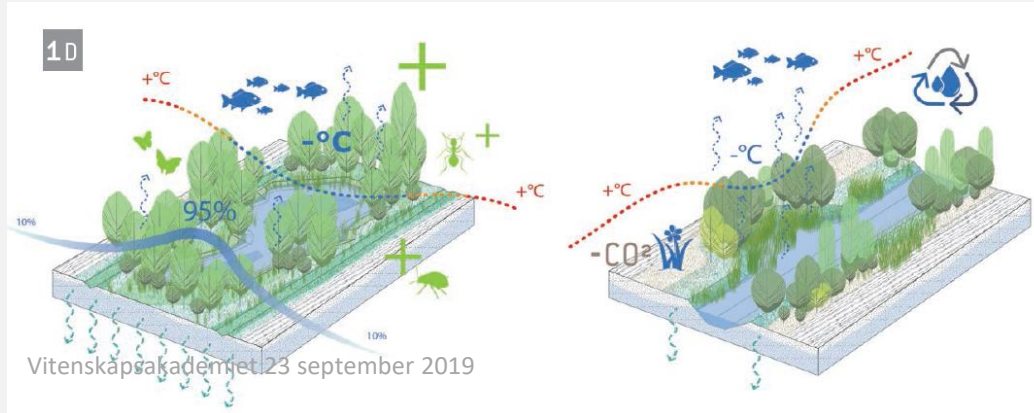 1D
+°C
+°C
-°C
-°C
+°C
+°C
95%
10%
-CO²
10%
Vitenskapsakademiet 23 september 2019